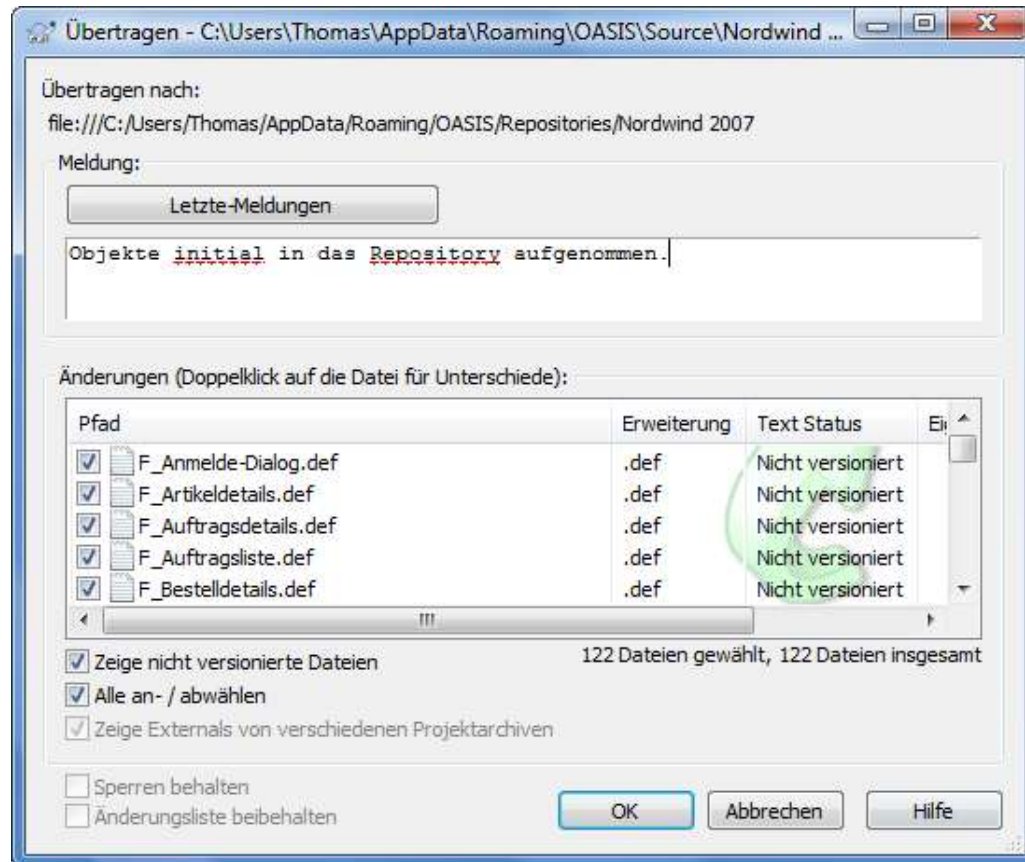 Übertragen - C:\Users\Thomas\AppData\Roaming\OASIS\Source\Nordwind ...
Übertragen nach:
file:///C:/Users/Thomas/AppData/Roaming/OASIS/Repositories/Nordwind 2007
Meldung:
Letzte-Meldungen
Objekte initial in das Repository aufgenommen.
Änderungen (Doppelklick auf die Datei für Unterschiede):
Pfad Erweiterung Text Status
F_Anmelde-Dialog.def .def Nicht versioniert
F_Artikeldetails.def .def Nicht versioniert
F_Auftragsdetails.def .def Nicht versioniert
F_Auftragsliste.def .def Nicht versioniert
F_Bestelldetails.def .def Nicht versioniert
Zeige nicht versionierte Dateien 122 Dateien gewählt, 122 Dateien insgesamt
Alle an- / abwählen
Zeige Externals von verschiedenen Projektarchiven
Sperren behalten
Änderungsliste beibehalten
OK Abbrechen Hilfe